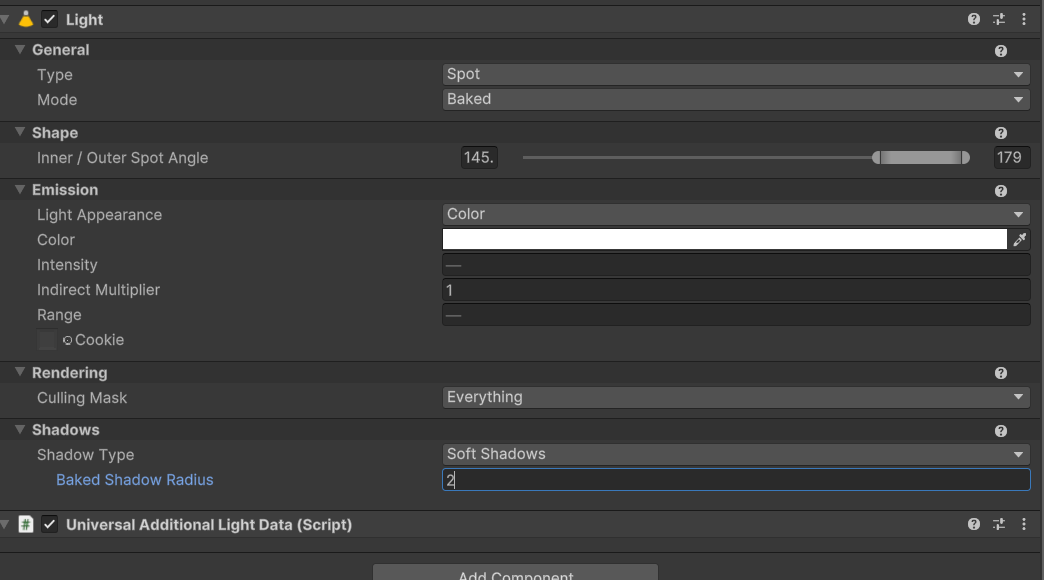 Light
General
Type Spot
Mode Baked
Shape
Inner / Outer Spot Angle 145. 179
Emission
Light Appearance Color
Color
Intensity —
Indirect Multiplier 1
Range —
Cookie
Rendering
Culling Mask Everything
Shadows
Shadow Type Soft Shadows
Baked Shadow Radius 2
# Universal Additional Light Data (Script)
Add Component